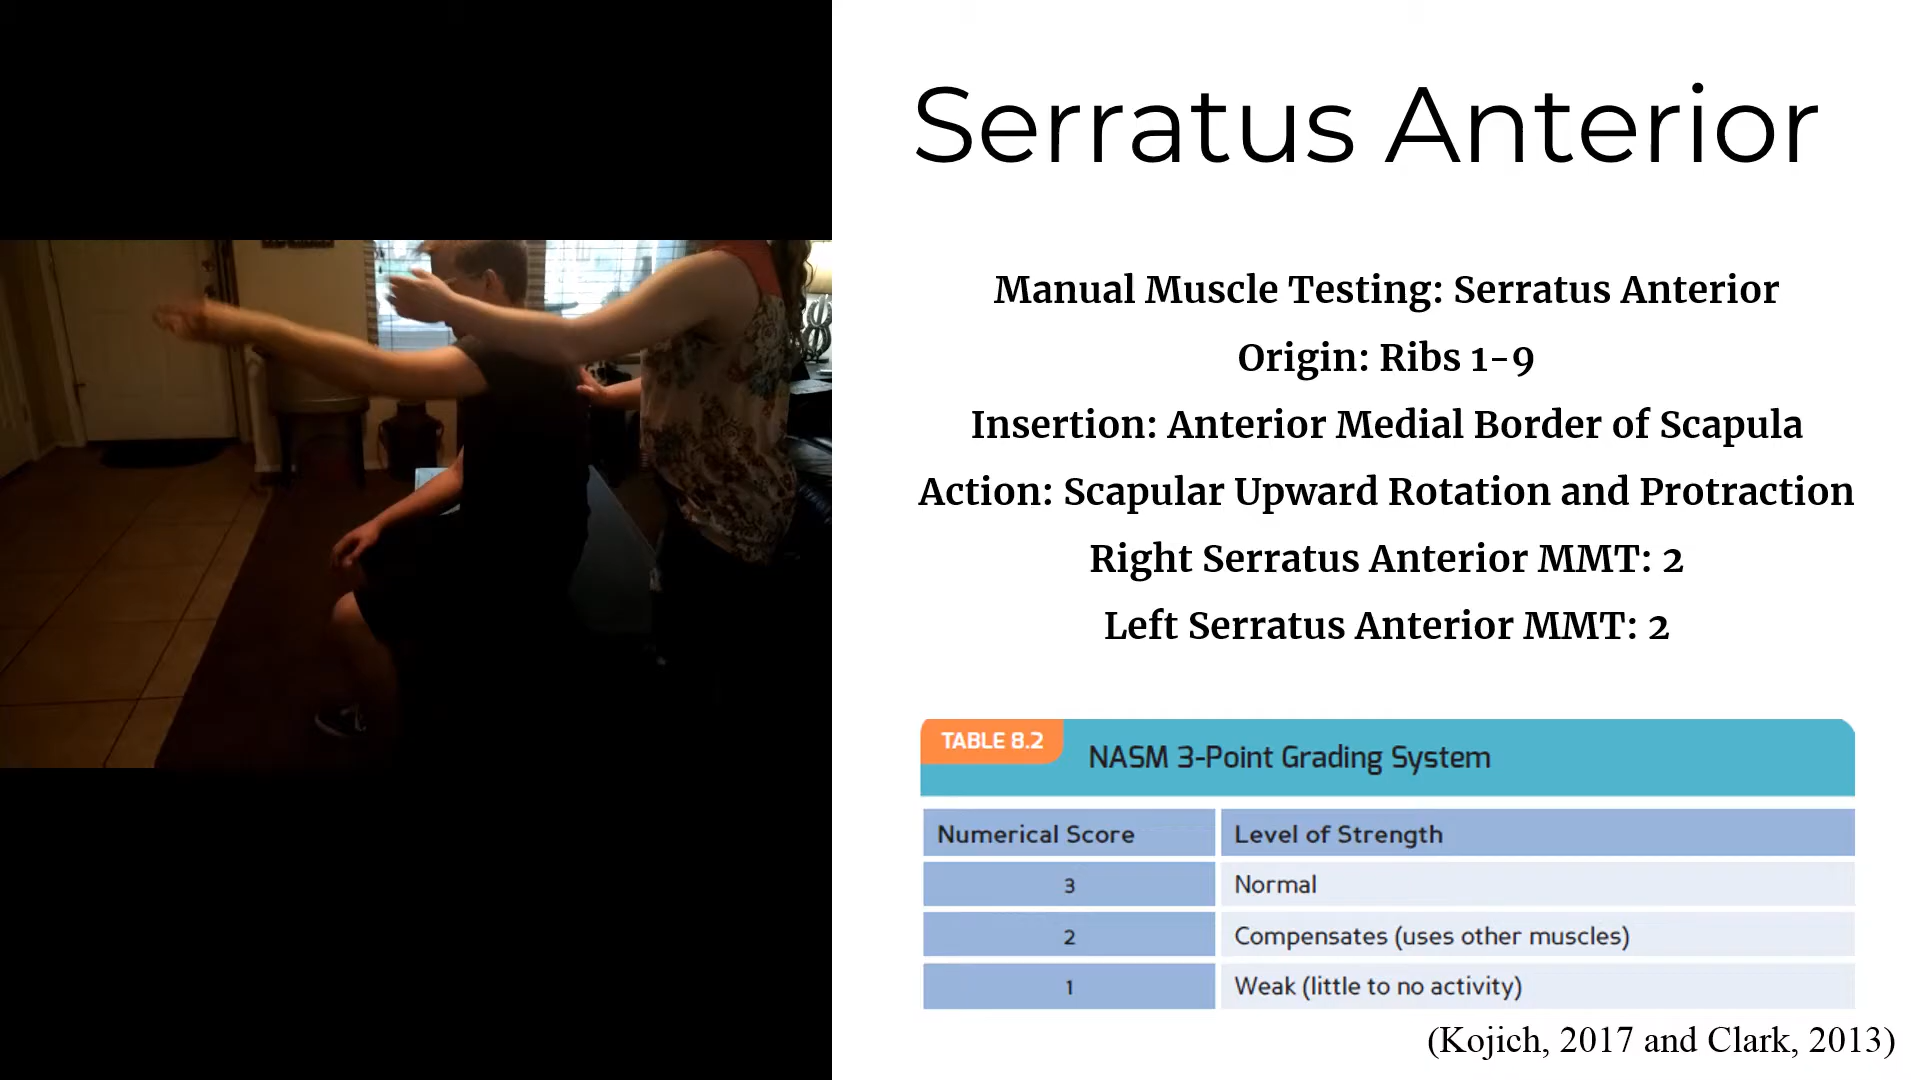 Serratus Anterior
Manual Muscle Testing: Serratus Anterior
Origin: Ribs 1-9
Insertion: Anterior Medial Border of Scapula
Action: Scapular Upward Rotation and Protraction
Right Serratus Anterior MMT: 2
Left Serratus Anterior MMT: 2
TABLE 8.2
NASM 3-Point Grading System
Numerical Score Level of Strength
3 Normal
2 Compensates (uses other muscles)
1 Weak (little to no activity)
(Kojich, 2017 and Clark, 2013)